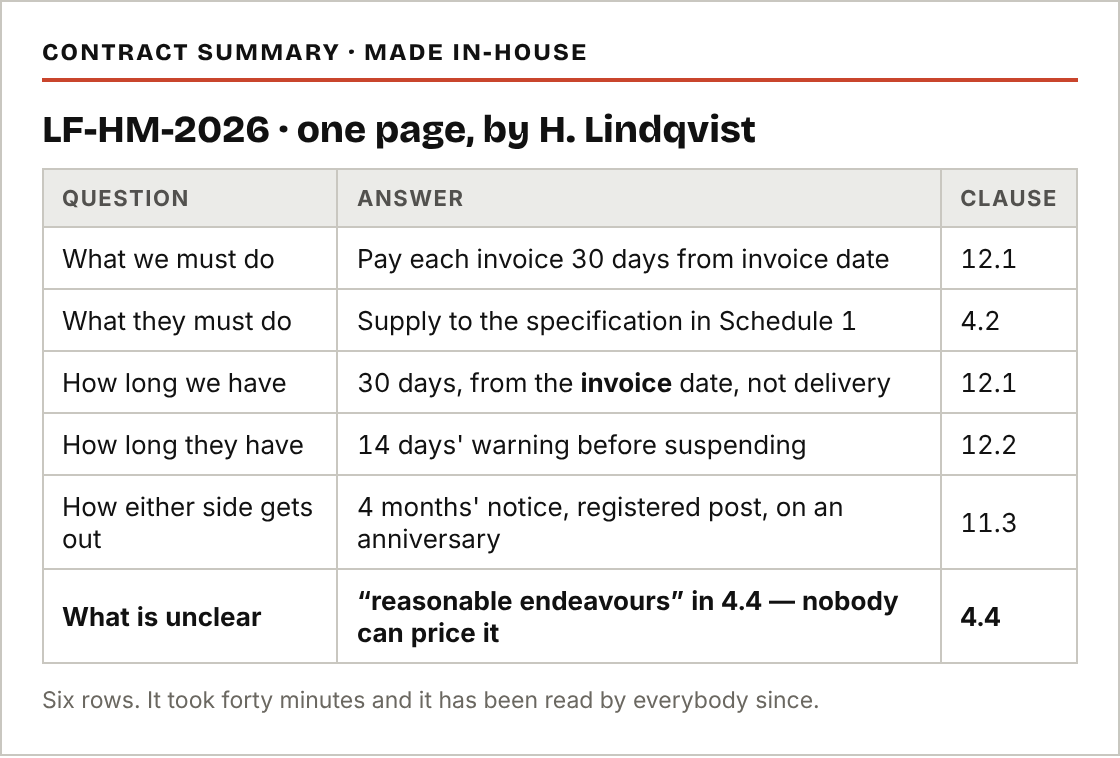 CONTRACT SUMMARY · MADE IN-HOUSE
LF-HM-2026 · one page, by H. Lindqvist
QUESTION ANSWER CLAUSE
What we must do Pay each invoice 30 days from invoice date 12.1
What they must do Supply to the specification in Schedule 1 4.2
How long we have 30 days, from the invoice date, not delivery 12.1
How long they have 14 days' warning before suspending 12.2
How either side gets
out
4 months' notice, registered post, on an
anniversary
11.3
What is unclear
“reasonable endeavours” in 4.4 — nobody
can price it
4.4
Six rows. It took forty minutes and it has been read by everybody since.